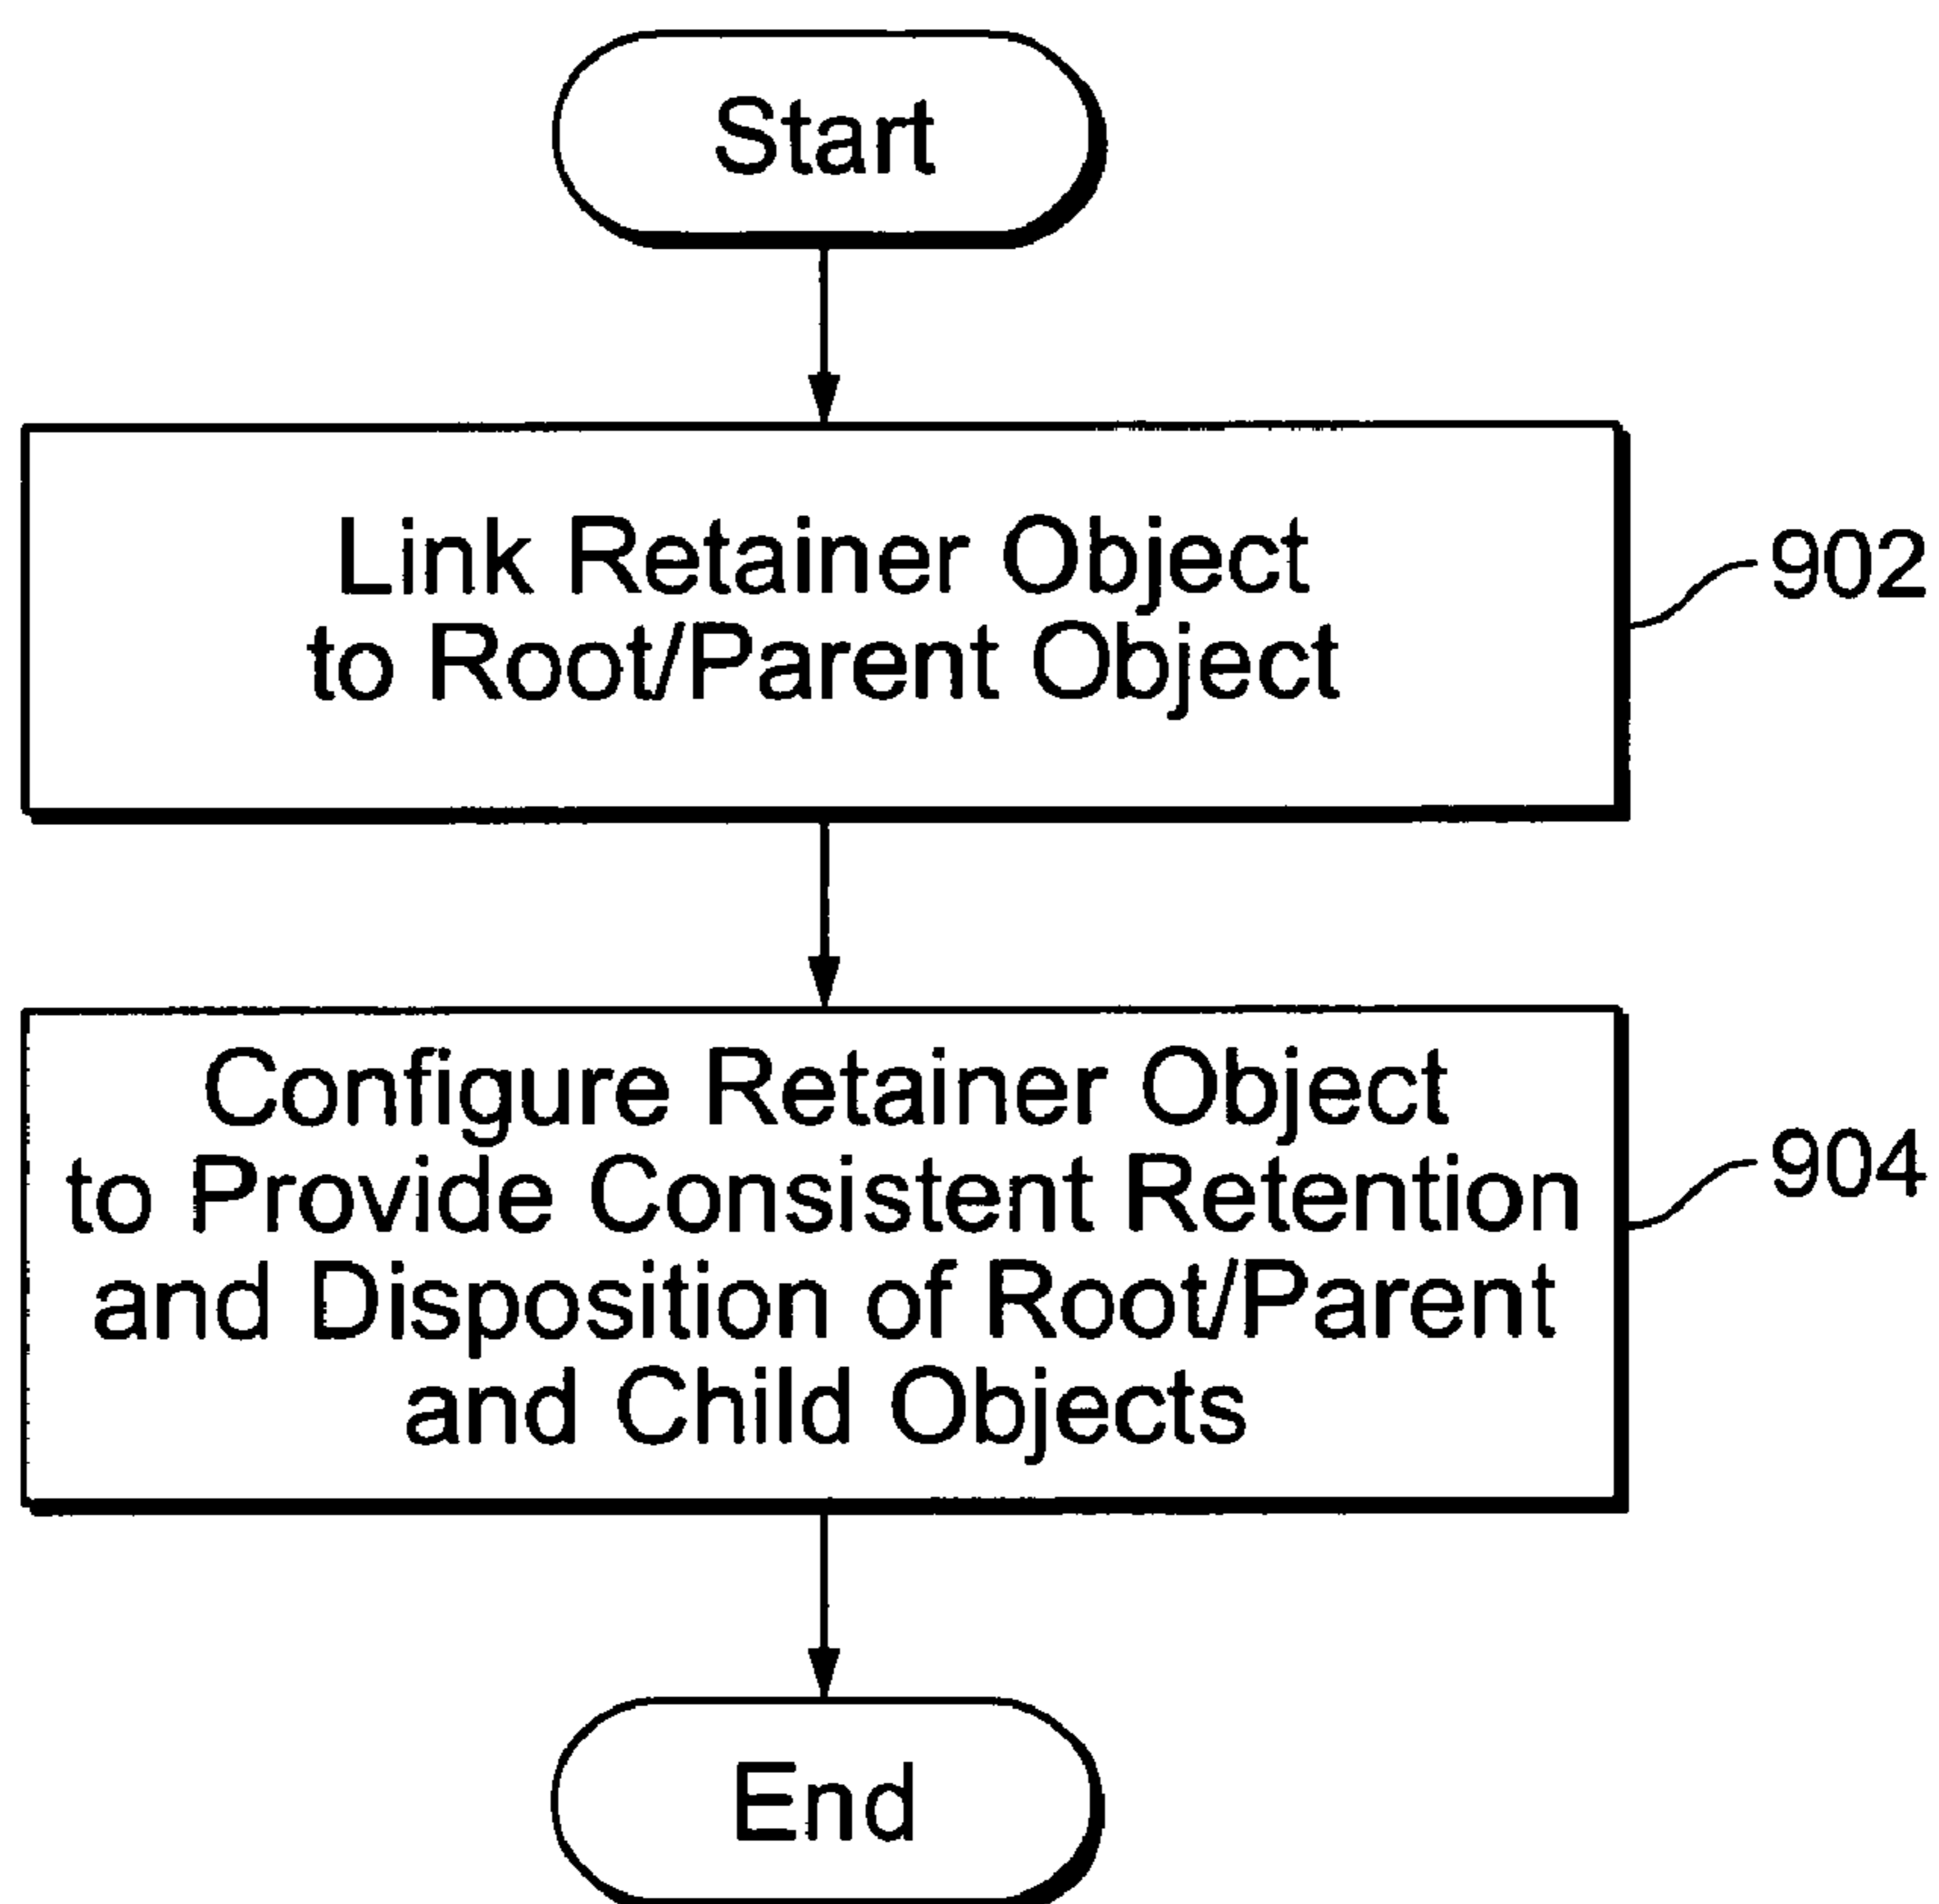 Start
Link Retainer Object
to Root/Parent Object
902
Configure Retainer Object
to Provide Consistent Retention
and Disposition of Root/Parent
and Child Objects
904
End